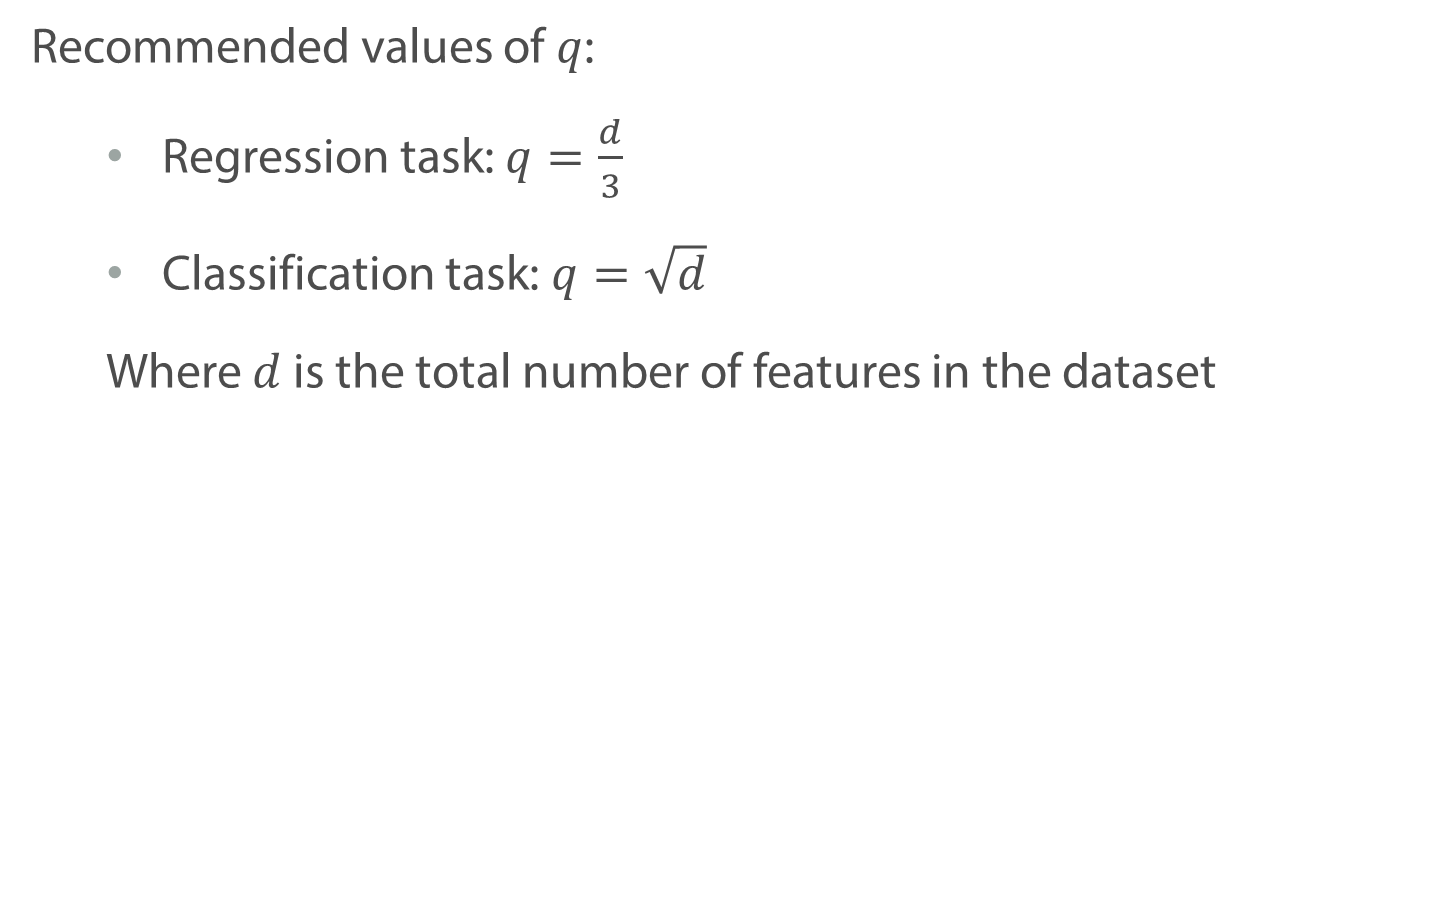 Recommended values of q:
• Regression task: q = d/3
• Classification task: q = √d
Where d is the total number of features in the dataset